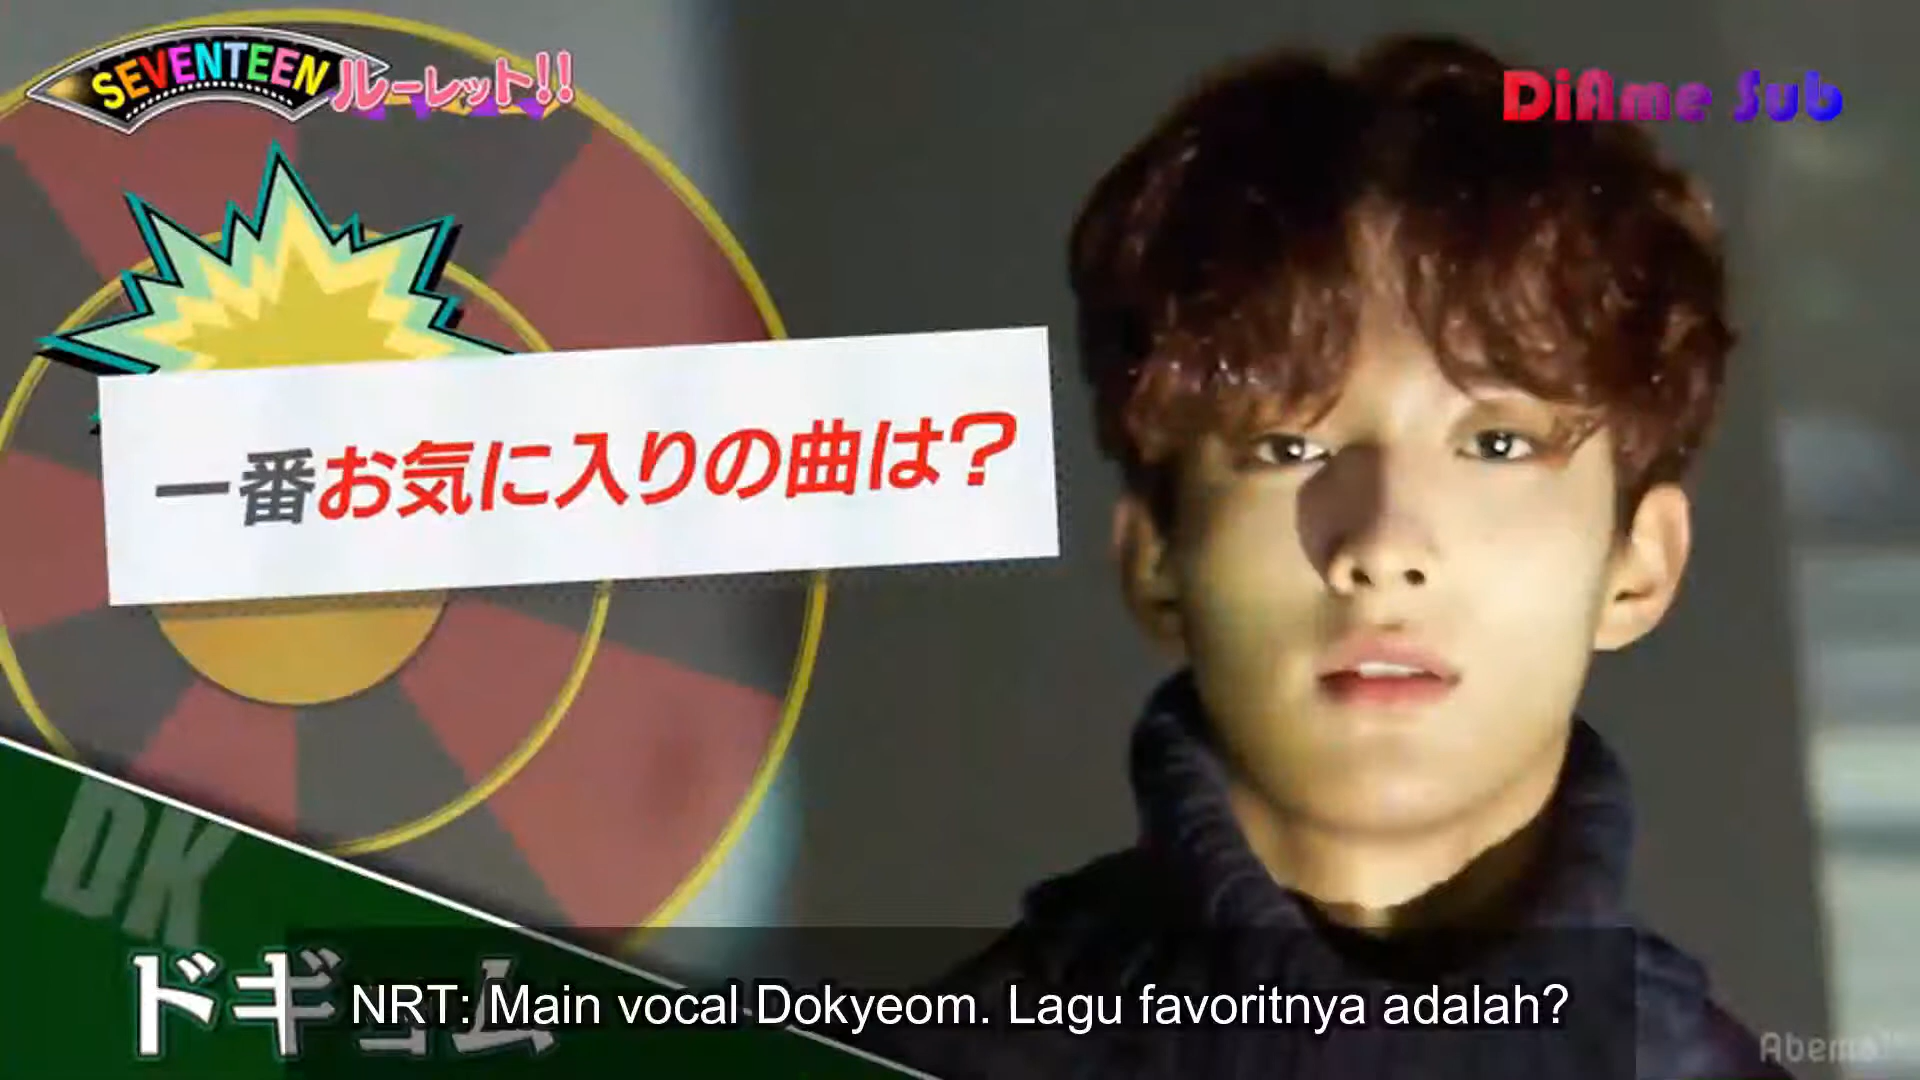 SEVENTEENルーレット!!
DiAme Sub
一番お気に入りの曲は?
DK
ドギョム
NRT: Main vocal Dokyeom. Lagu favoritnya adalah?